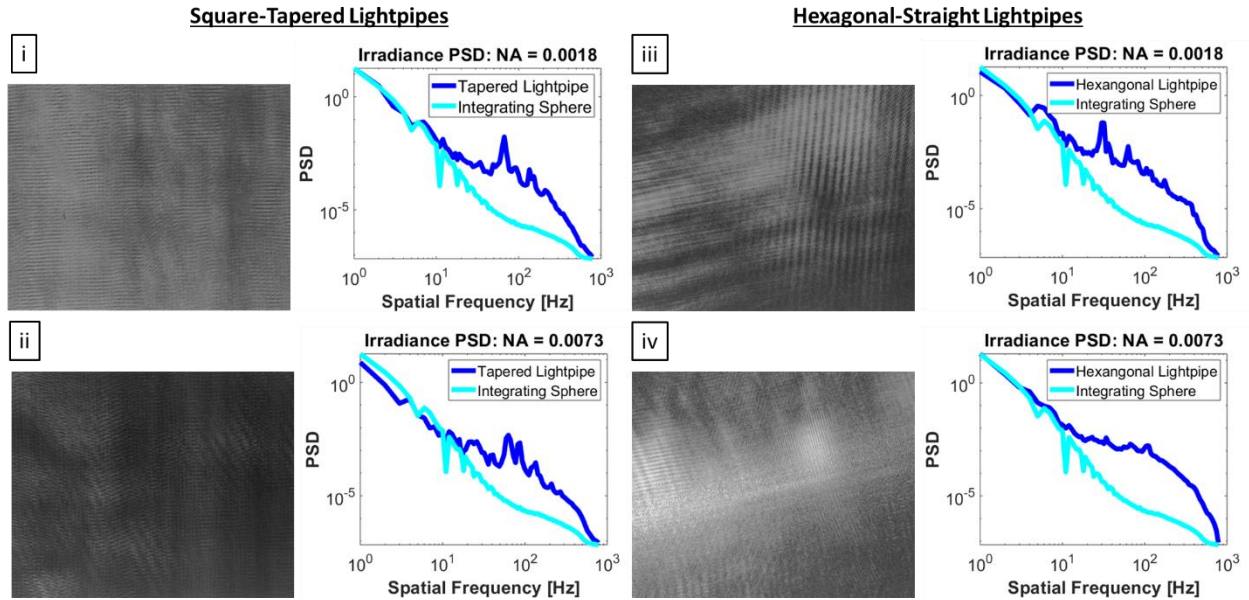 Square-Tapered Lightpipes
Hexagonal-Straight Lightpipes
i
Irradiance PSD: NA = 0.0018
Tapered Lightpipe
Integrating Sphere
PSD
10^0
10^-5
10^0 10^1 10^2 10^3
Spatial Frequency [Hz]
iii
Irradiance PSD: NA = 0.0018
Hexangonal Lightpipe
Integrating Sphere
PSD
10^0
10^-5
10^0 10^1 10^2 10^3
Spatial Frequency [Hz]
ii
Irradiance PSD: NA = 0.0073
Tapered Lightpipe
Integrating Sphere
PSD
10^0
10^-5
10^0 10^1 10^2 10^3
Spatial Frequency [Hz]
iv
Irradiance PSD: NA = 0.0073
Hexangonal Lightpipe
Integrating Sphere
PSD
10^0
10^-5
10^0 10^1 10^2 10^3
Spatial Frequency [Hz]